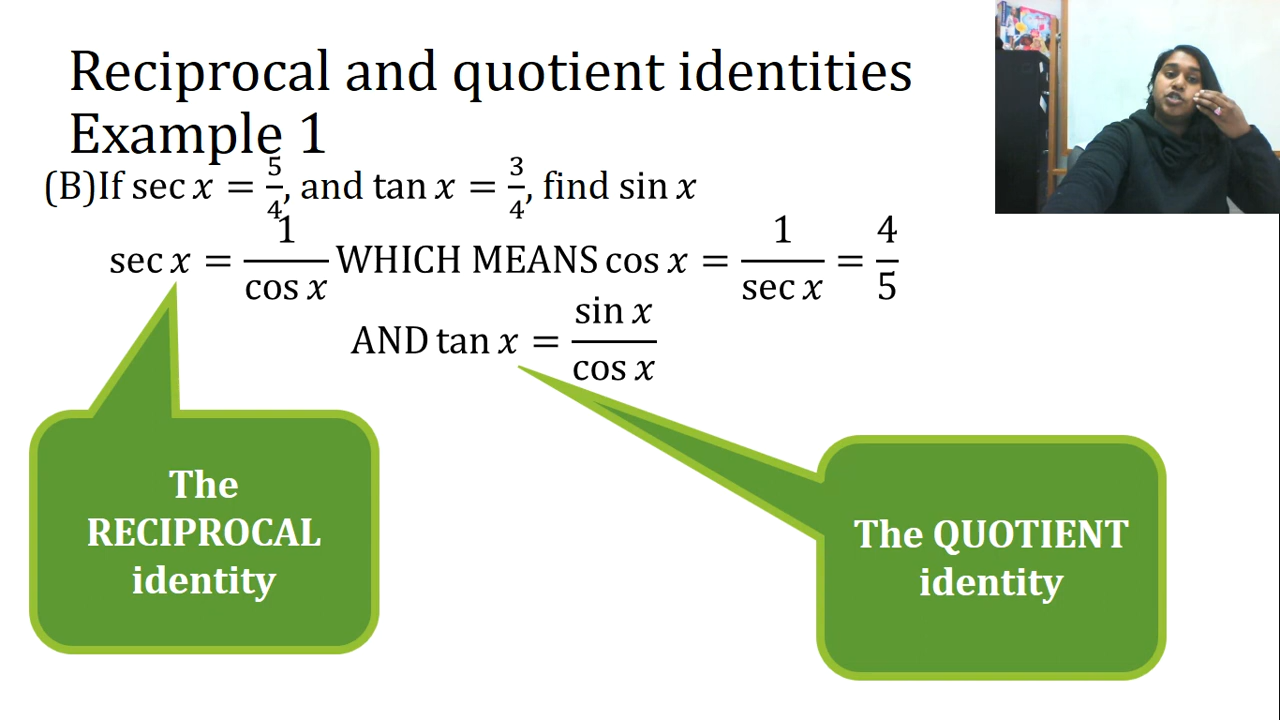 Reciprocal and quotient identities
Example 1
(B)If sec x = 5/4, and tan x = 3/4, find sin x
sec x = 1/cos x WHICH MEANS cos x = 1/sec x = 4/5
AND tan x = sin x/cos x
The
RECIPROCAL
identity
The QUOTIENT
identity